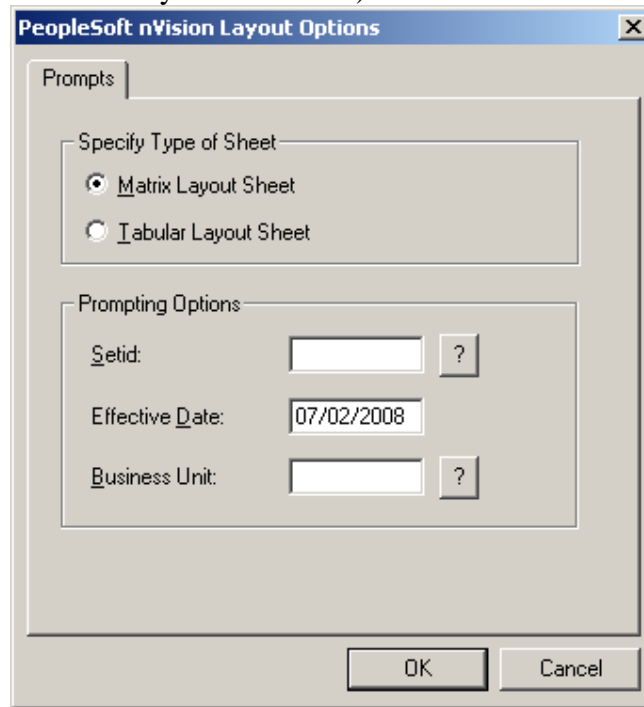 PeopleSoft nVision Layout Options
Prompts
Specify Type of Sheet
Matrix Layout Sheet
Tabular Layout Sheet
Prompting Options
Setid: ?
Effective Date: 07/02/2008
Business Unit: ?
OK Cancel